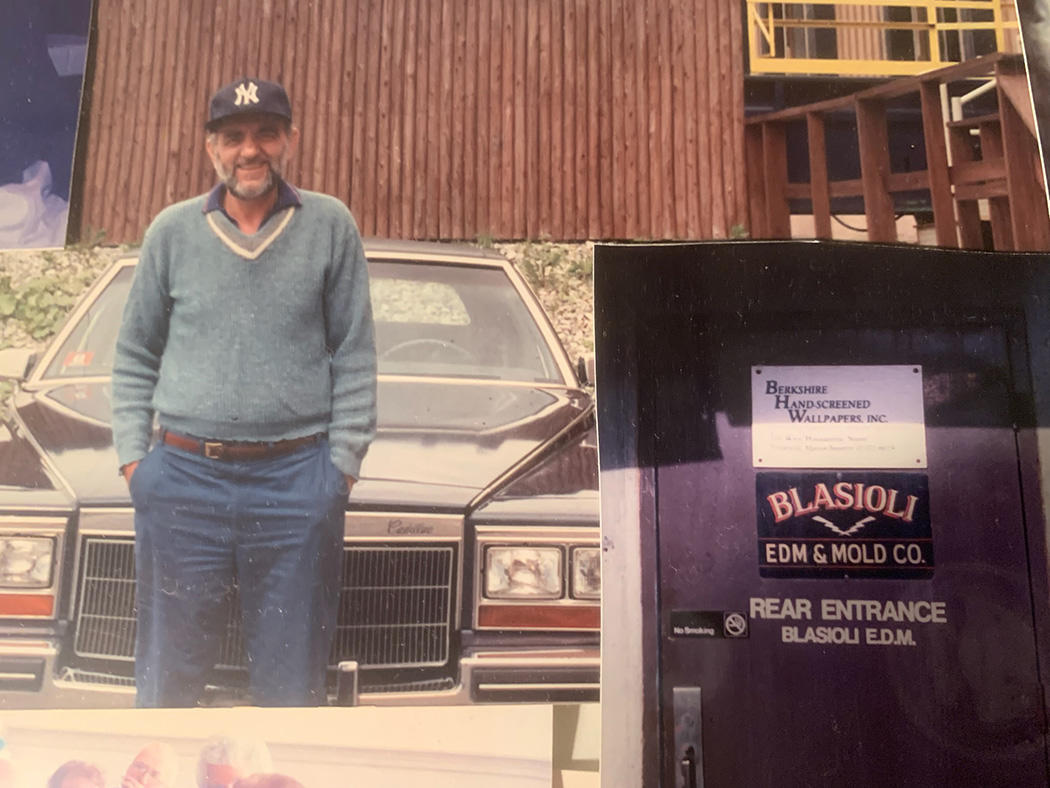 NY
Cadillac
BERKSHIRE
HAND-SCREENED
WALLPAPERS, INC.
BLASIOLI
EDM & MOLD CO.
REAR ENTRANCE
BLASIOLI E.D.M.
No Smoking